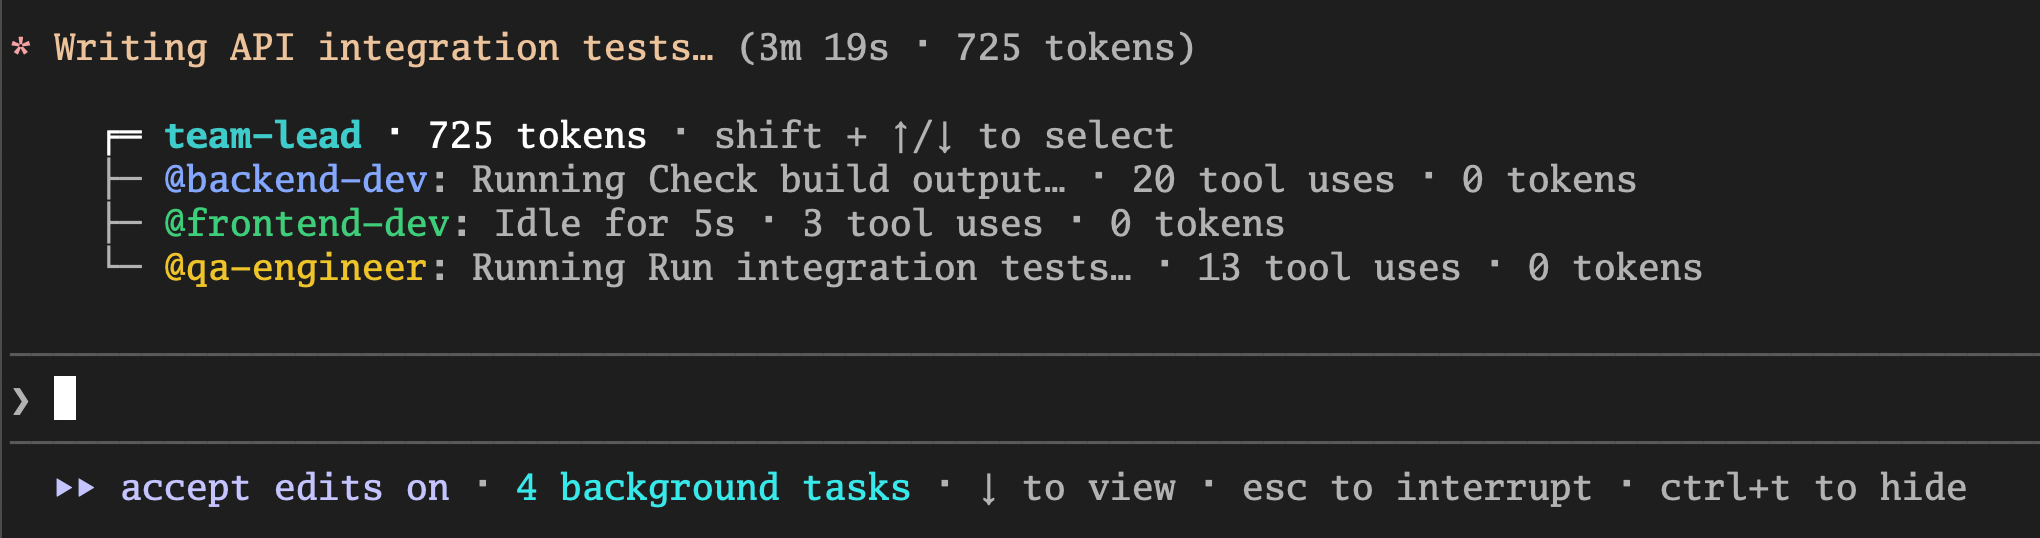 * Writing API integration tests… (3m 19s · 725 tokens)
╒═ team-lead · 725 tokens · shift + ↑/↓ to select
├─ @backend-dev: Running Check build output… · 20 tool uses · 0 tokens
├─ @frontend-dev: Idle for 5s · 3 tool uses · 0 tokens
└─ @qa-engineer: Running Run integration tests… · 13 tool uses · 0 tokens
❯
⏵⏵ accept edits on · 4 background tasks · ↓ to view · esc to interrupt · ctrl+t to hide